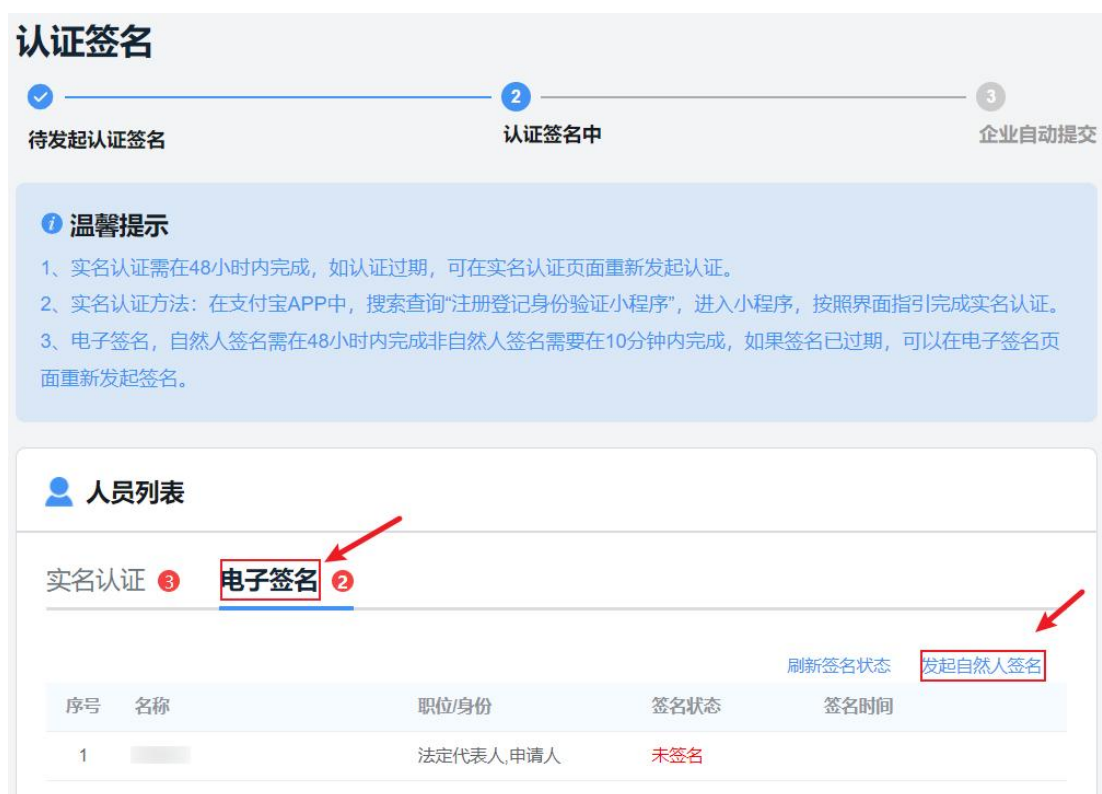 认证签名
2
3
待发起认证签名
认证签名中
企业自动提交
温馨提示
1、实名认证需在48小时内完成，如认证过期，可在实名认证页面重新发起认证。
2、实名认证方法：在支付宝APP中，搜索查询“注册登记身份验证小程序”，进入小程序，按照界面指引完成实名认证。
3、电子签名，自然人签名需在48小时内完成非自然人签名需要在10分钟内完成，如果签名已过期，可以在电子签名页
面重新发起签名。
人员列表
实名认证 3 电子签名 2
刷新签名状态 发起自然人签名
序号 名称 职位/身份 签名状态 签名时间
1 法定代表人,申请人 未签名